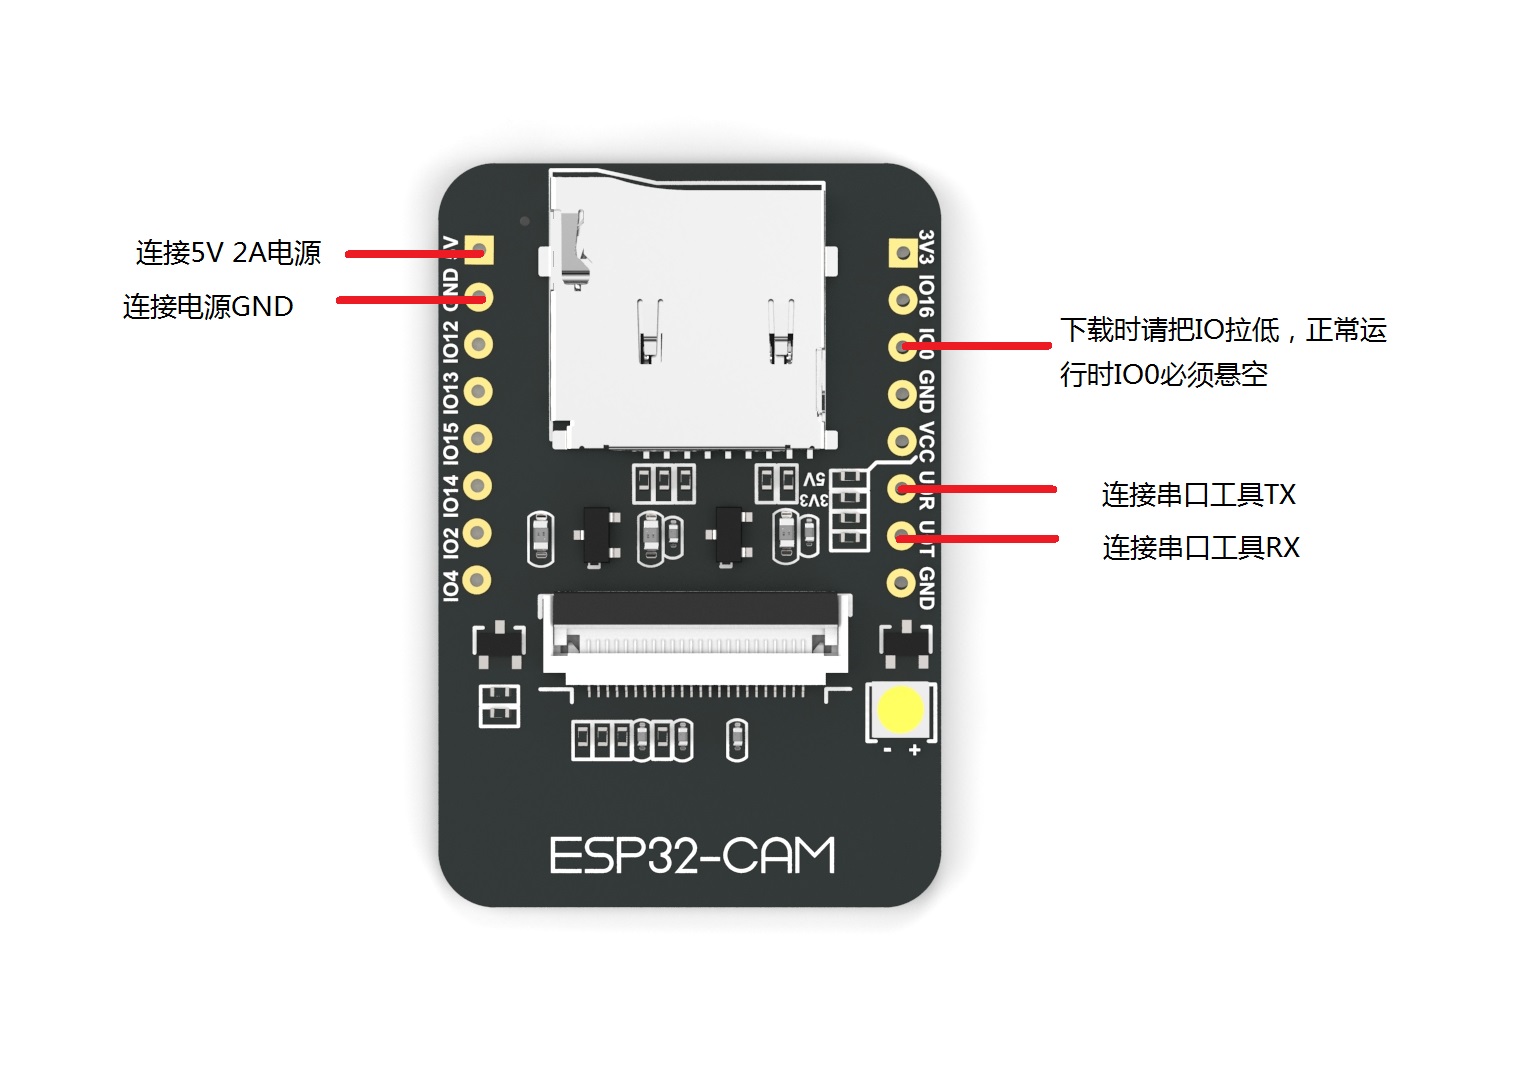 连接5V 2A电源
连接电源GND
5V
GND
IO12
IO13
IO15
IO14
IO2
IO4
3V3
IO16
IO0
GND
VCC
U0R
U0T
GND
下载时请把IO拉低，正常运
行时IO0必须悬空
连接串口工具TX
连接串口工具RX
5V
3V3
- +
ESP32-CAM